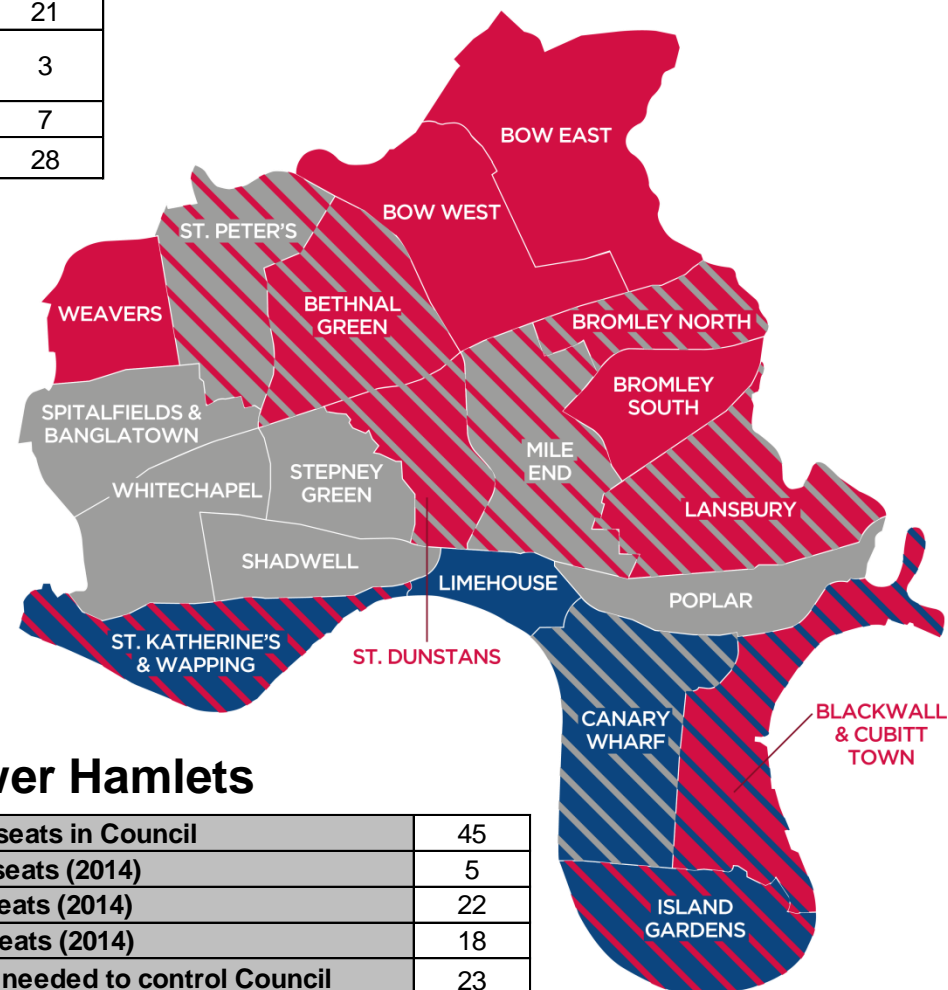 21
3
7
28
BOW EAST
BOW WEST
ST. PETER'S
WEAVERS
BETHNAL
GREEN
BROMLEY NORTH
BROMLEY
SOUTH
SPITALFIELDS &
BANGLATOWN
MILE
END
STEPNEY
GREEN
WHITECHAPEL
LANSBURY
SHADWELL
LIMEHOUSE
POPLAR
ST. KATHERINE'S
& WAPPING
ST. DUNSTANS
CANARY
WHARF
BLACKWALL
& CUBITT
TOWN
ISLAND
GARDENS
Hamlets
seats in Council 45
seats (2014) 5
(2014) 22
(2014) 18
needed to control Council 23